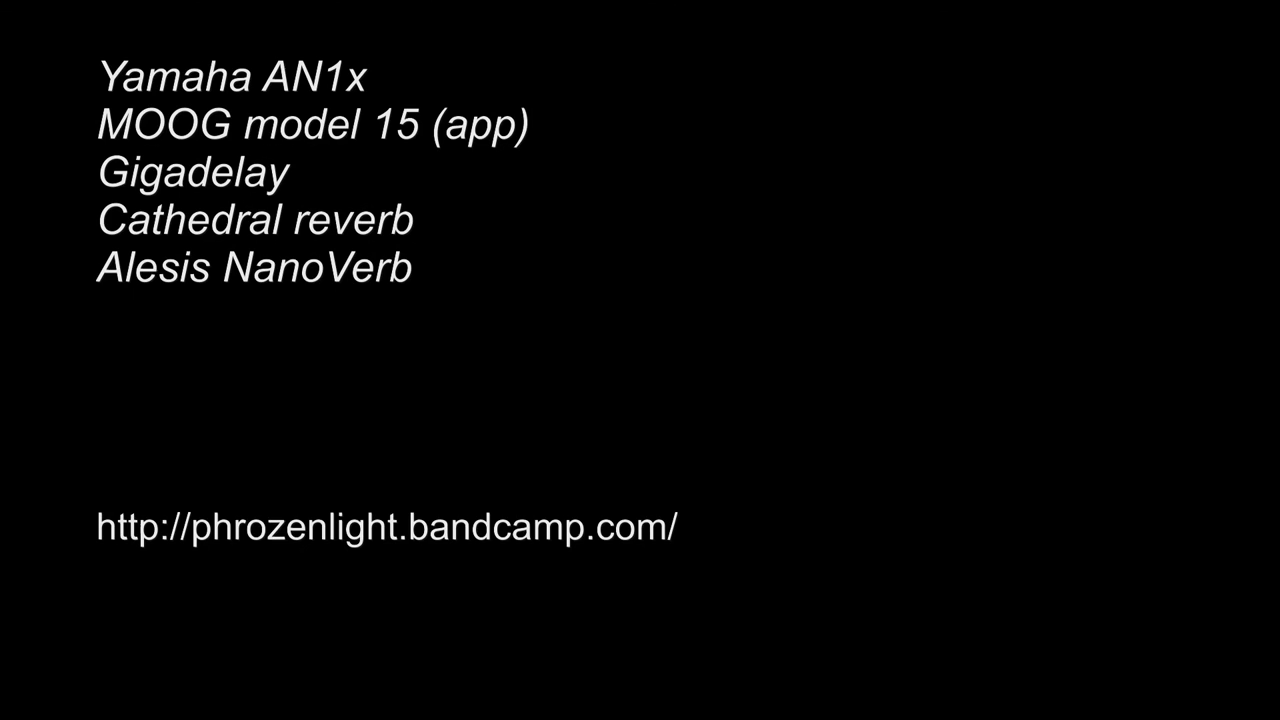 Yamaha AN1x
MOOG model 15 (app)
Gigadelay
Cathedral reverb
Alesis NanoVerb
http://phrozenlight.bandcamp.com/